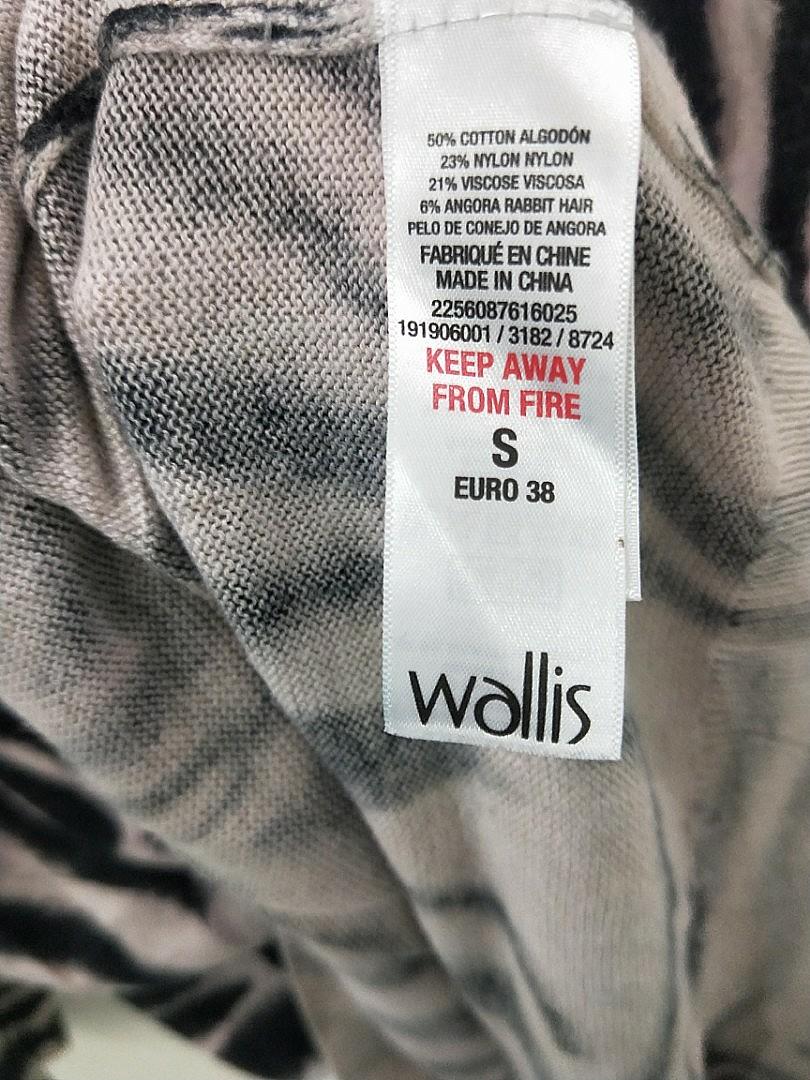 50% COTTON ALGODÓN
23% NYLON NYLON
21% VISCOSE VISCOSA
6% ANGORA RABBIT HAIR
PELO DE CONEJO DE ANGORA
FABRIQUÉ EN CHINE
MADE IN CHINA
2256087616025
191906001 / 3182 / 8724
KEEP AWAY
FROM FIRE
S
EURO 38
wallis